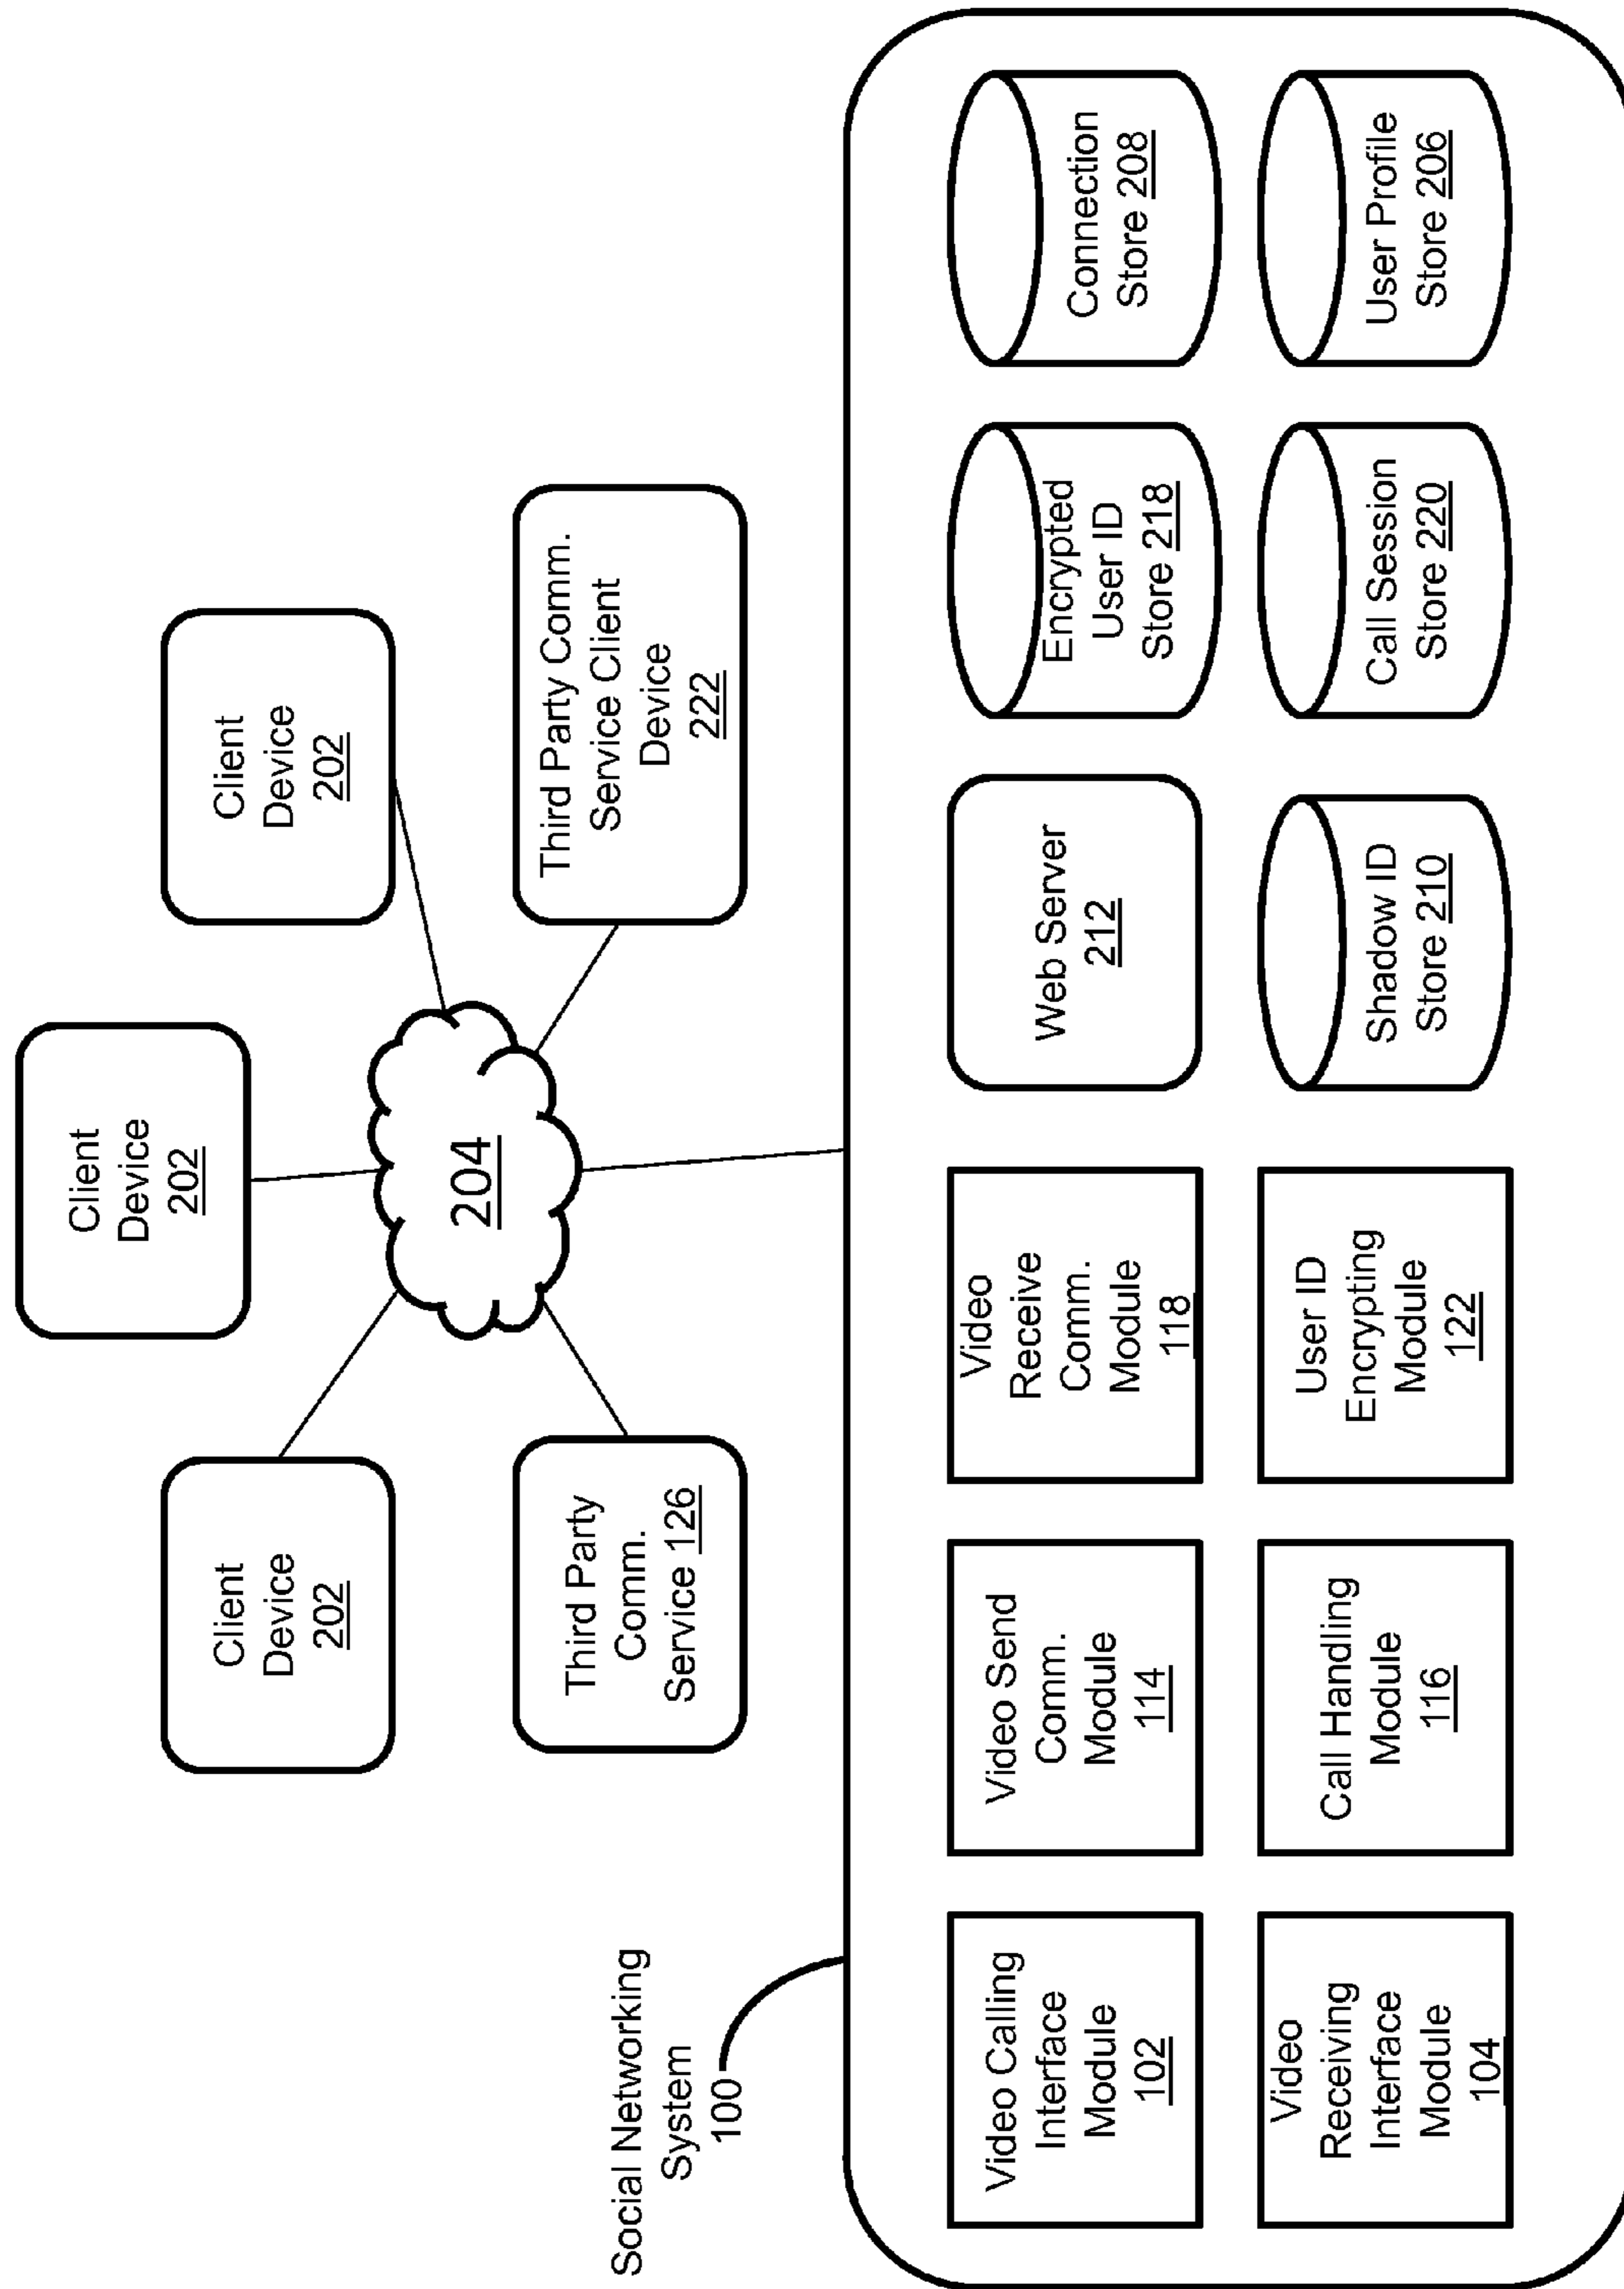 Client
Device
202
Client
Device
202
Client
Device
202
204
Third Party
Comm.
Service 126
Third Party Comm.
Service Client
Device
222
Social Networking
System
100
Video Calling
Interface
Module
102
Video Send
Comm.
Module
114
Video
Receive
Comm.
Module
118
Web Server
212
Encrypted
User ID
Store 218
Connection
Store 208
Video
Receiving
Interface
Module
104
Call Handling
Module
116
User ID
Encrypting
Module
122
Shadow ID
Store 210
Call Session
Store 220
User Profile
Store 206